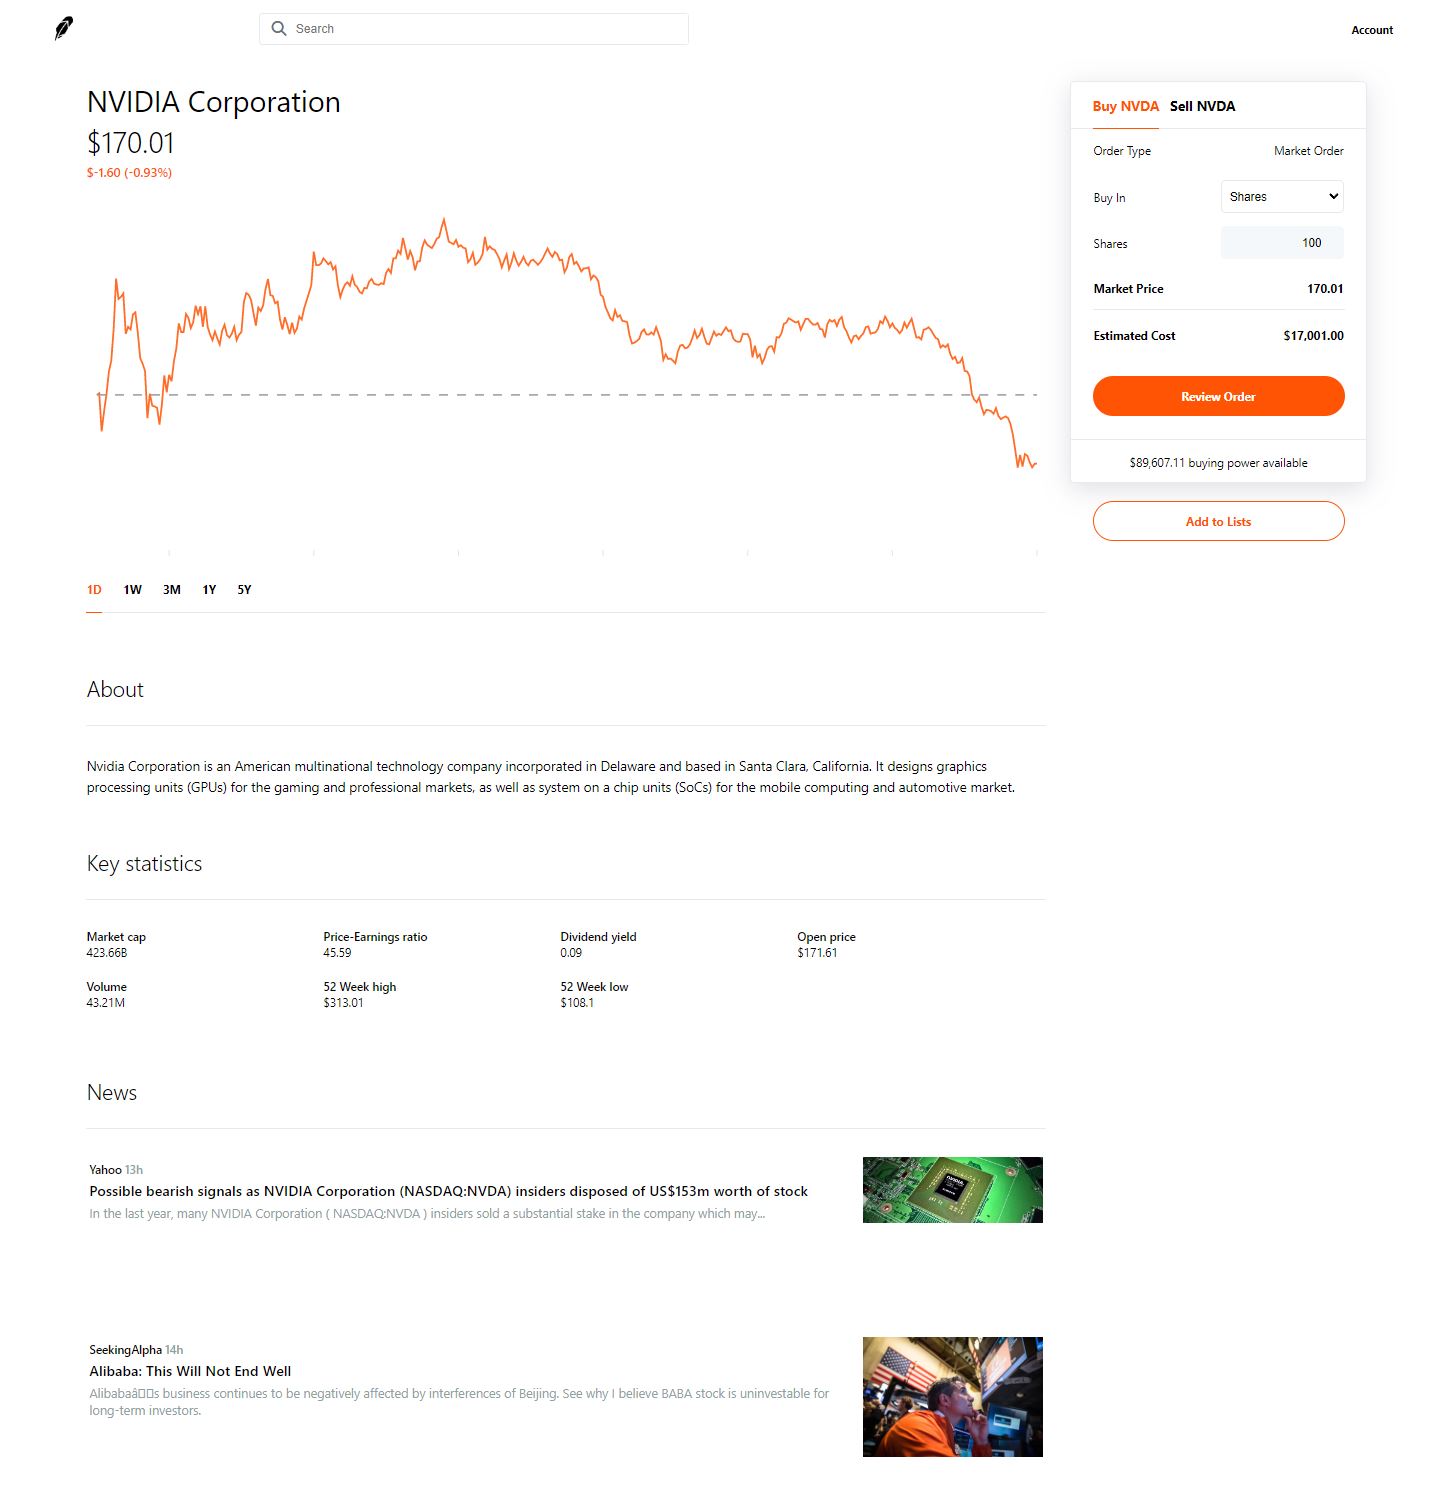 Search
Account
NVIDIA Corporation
$170.01
$-1.60 (-0.93%)
Buy NVDA Sell NVDA
Order Type Market Order
Buy In Shares
Shares 100
Market Price 170.01
Estimated Cost $17,001.00
Review Order
$89,607.11 buying power available
Add to Lists
1D 1W 3M 1Y 5Y
About
Nvidia Corporation is an American multinational technology company incorporated in Delaware and based in Santa Clara, California. It designs graphics
processing units (GPUs) for the gaming and professional markets, as well as system on a chip units (SoCs) for the mobile computing and automotive market.
Key statistics
Market cap Price-Earnings ratio Dividend yield Open price
423.66B 45.59 0.09 $171.61
Volume 52 Week high 52 Week low
43.21M $313.01 $108.1
News
Yahoo 13h
Possible bearish signals as NVIDIA Corporation (NASDAQ:NVDA) insiders disposed of US$153m worth of stock
In the last year, many NVIDIA Corporation ( NASDAQ:NVDA ) insiders sold a substantial stake in the company which may...
NVIDIA
SeekingAlpha 14h
Alibaba: This Will Not End Well
Alibabaâ▯▯s business continues to be negatively affected by interferences of Beijing. See why I believe BABA stock is uninvestable for
long-term investors.